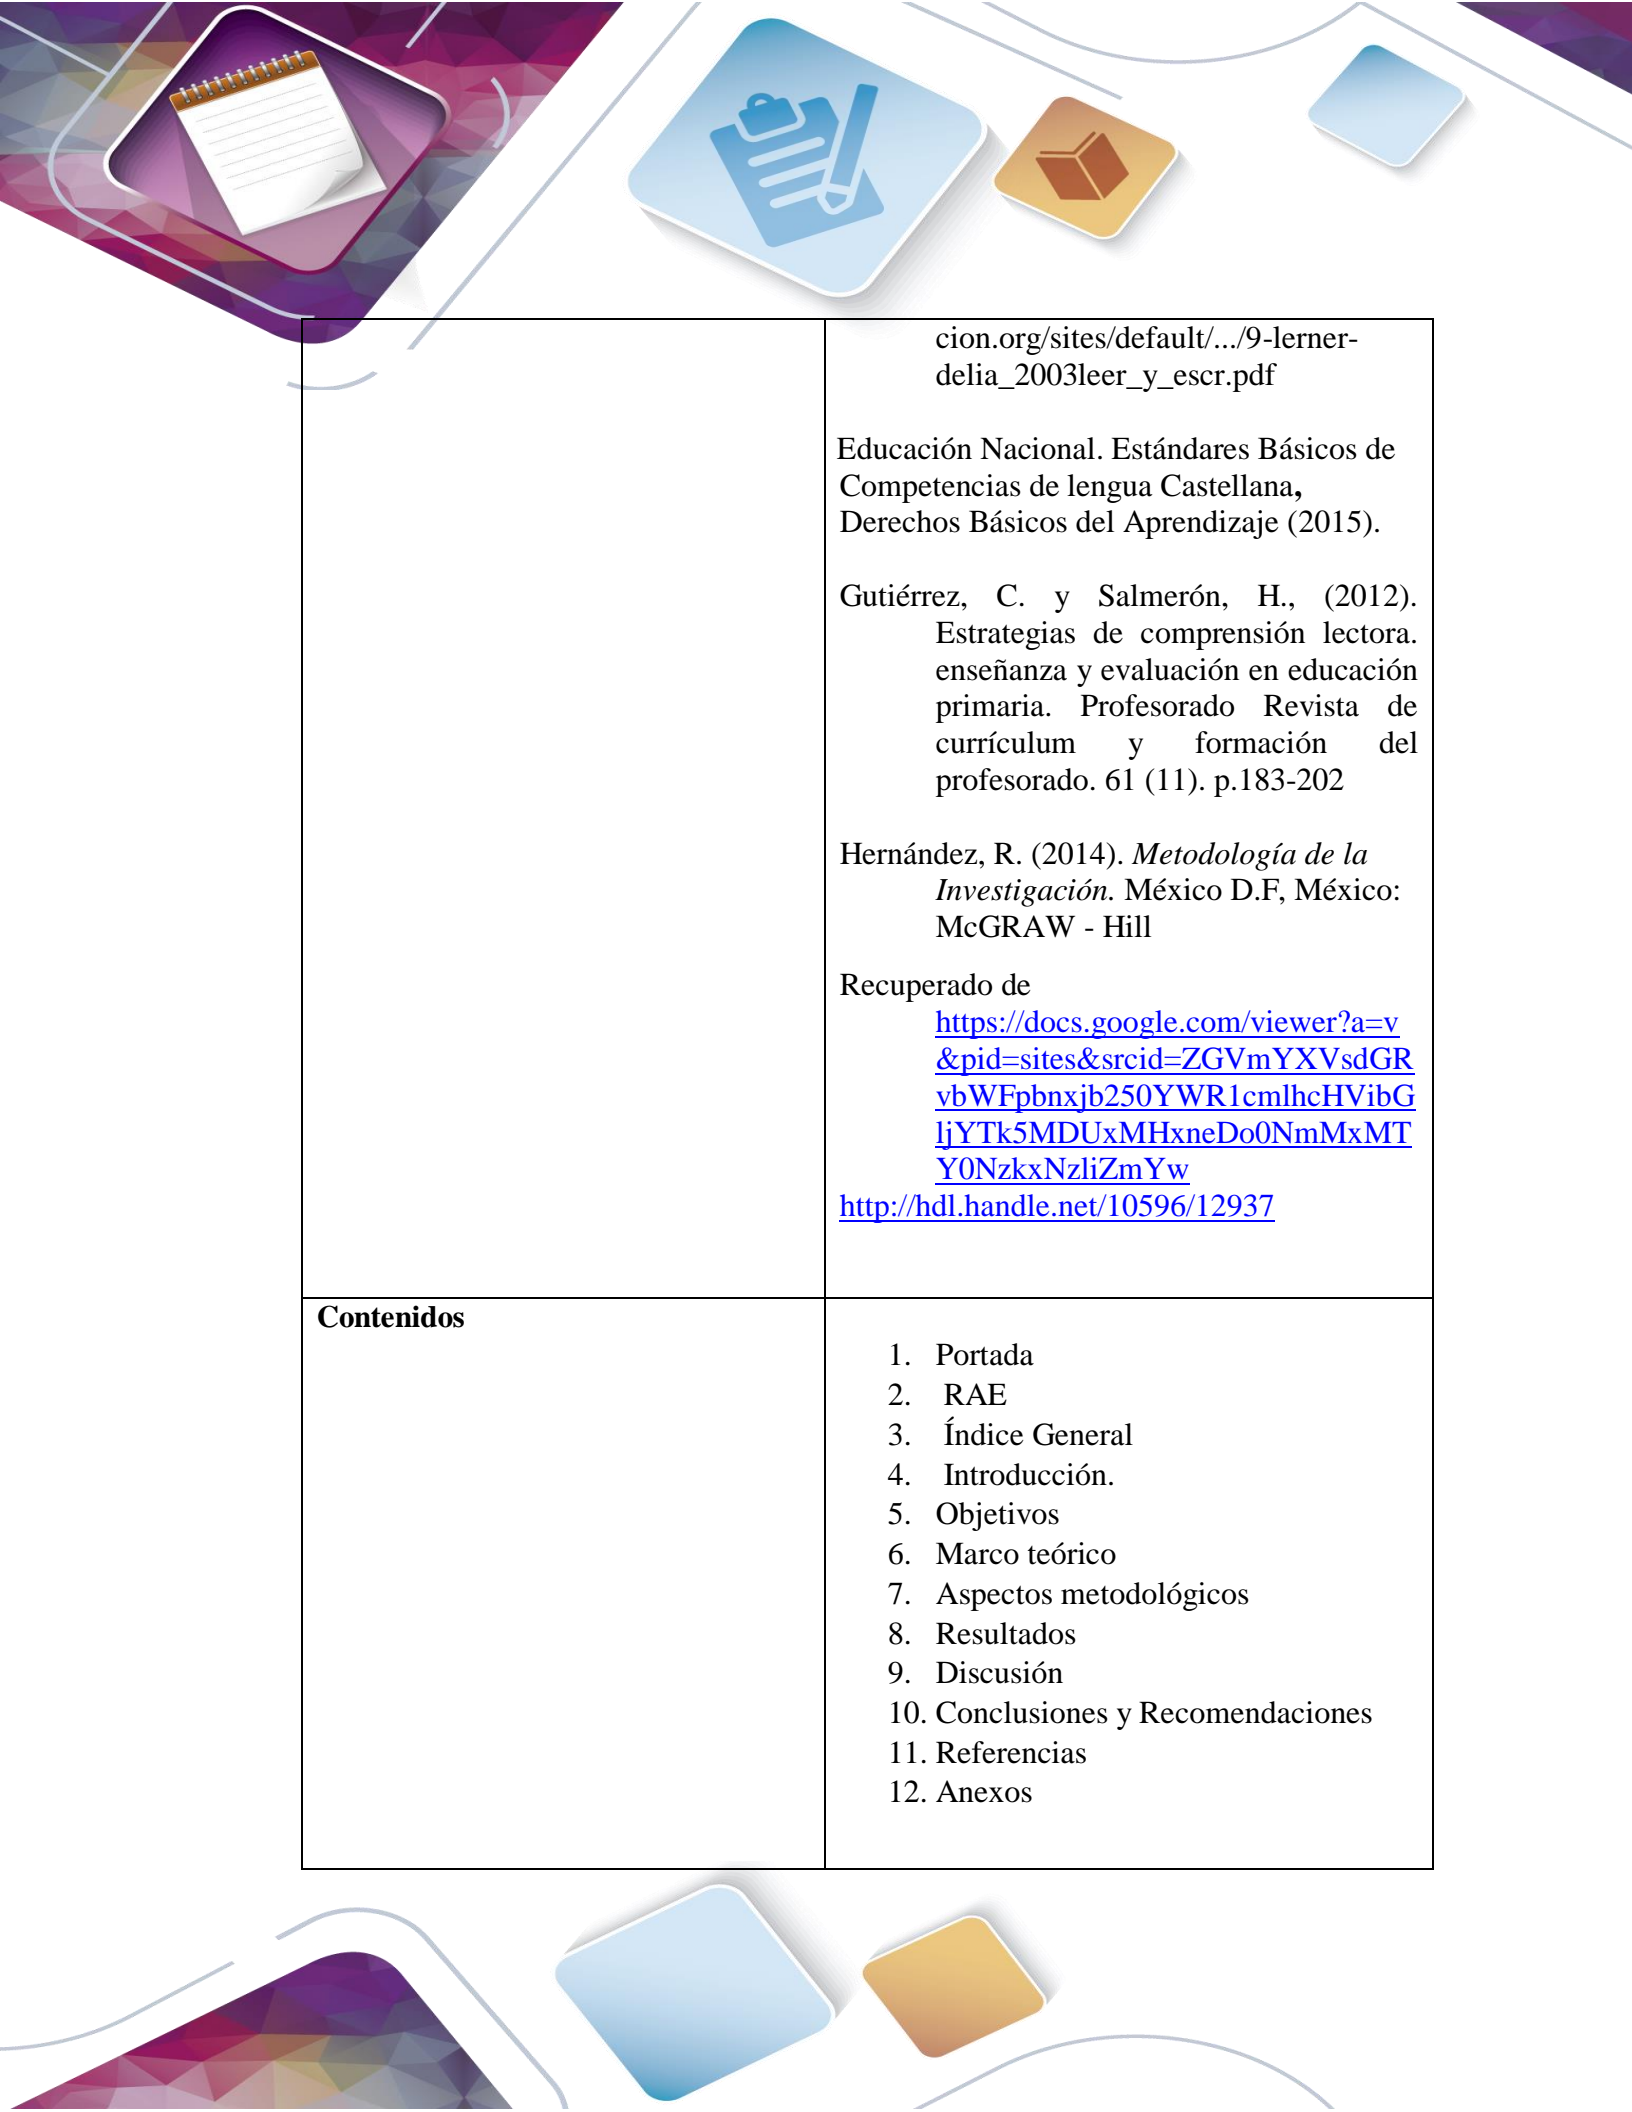 cion.org/sites/default/.../9-lerner-
delia_2003leer_y_escr.pdf
Educación Nacional. Estándares Básicos de
Competencias de lengua Castellana,
Derechos Básicos del Aprendizaje (2015).
Gutiérrez, C. y Salmerón, H., (2012).
Estrategias de comprensión lectora.
enseñanza y evaluación en educación
primaria. Profesorado Revista de
currículum y formación del
profesorado. 61 (11). p.183-202
Hernández, R. (2014). Metodología de la
Investigación. México D.F, México:
McGRAW - Hill
Recuperado de
https://docs.google.com/viewer?a=v
&pid=sites&srcid=ZGVmYXVsdGR
vbWFpbnxjb250YWR1cmlhcHVibG
ljYTk5MDUxMHxneDo0NmMxMT
Y0NzkxNzliZmYw
http://hdl.handle.net/10596/12937
Contenidos
1. Portada
2. RAE
3. Índice General
4. Introducción.
5. Objetivos
6. Marco teórico
7. Aspectos metodológicos
8. Resultados
9. Discusión
10. Conclusiones y Recomendaciones
11. Referencias
12. Anexos